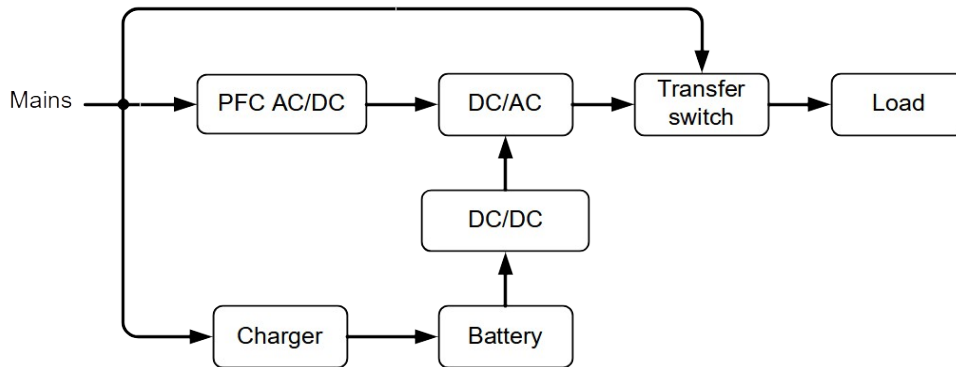 Mains
PFC AC/DC
DC/AC
Transfer
switch
Load
DC/DC
Charger
Battery